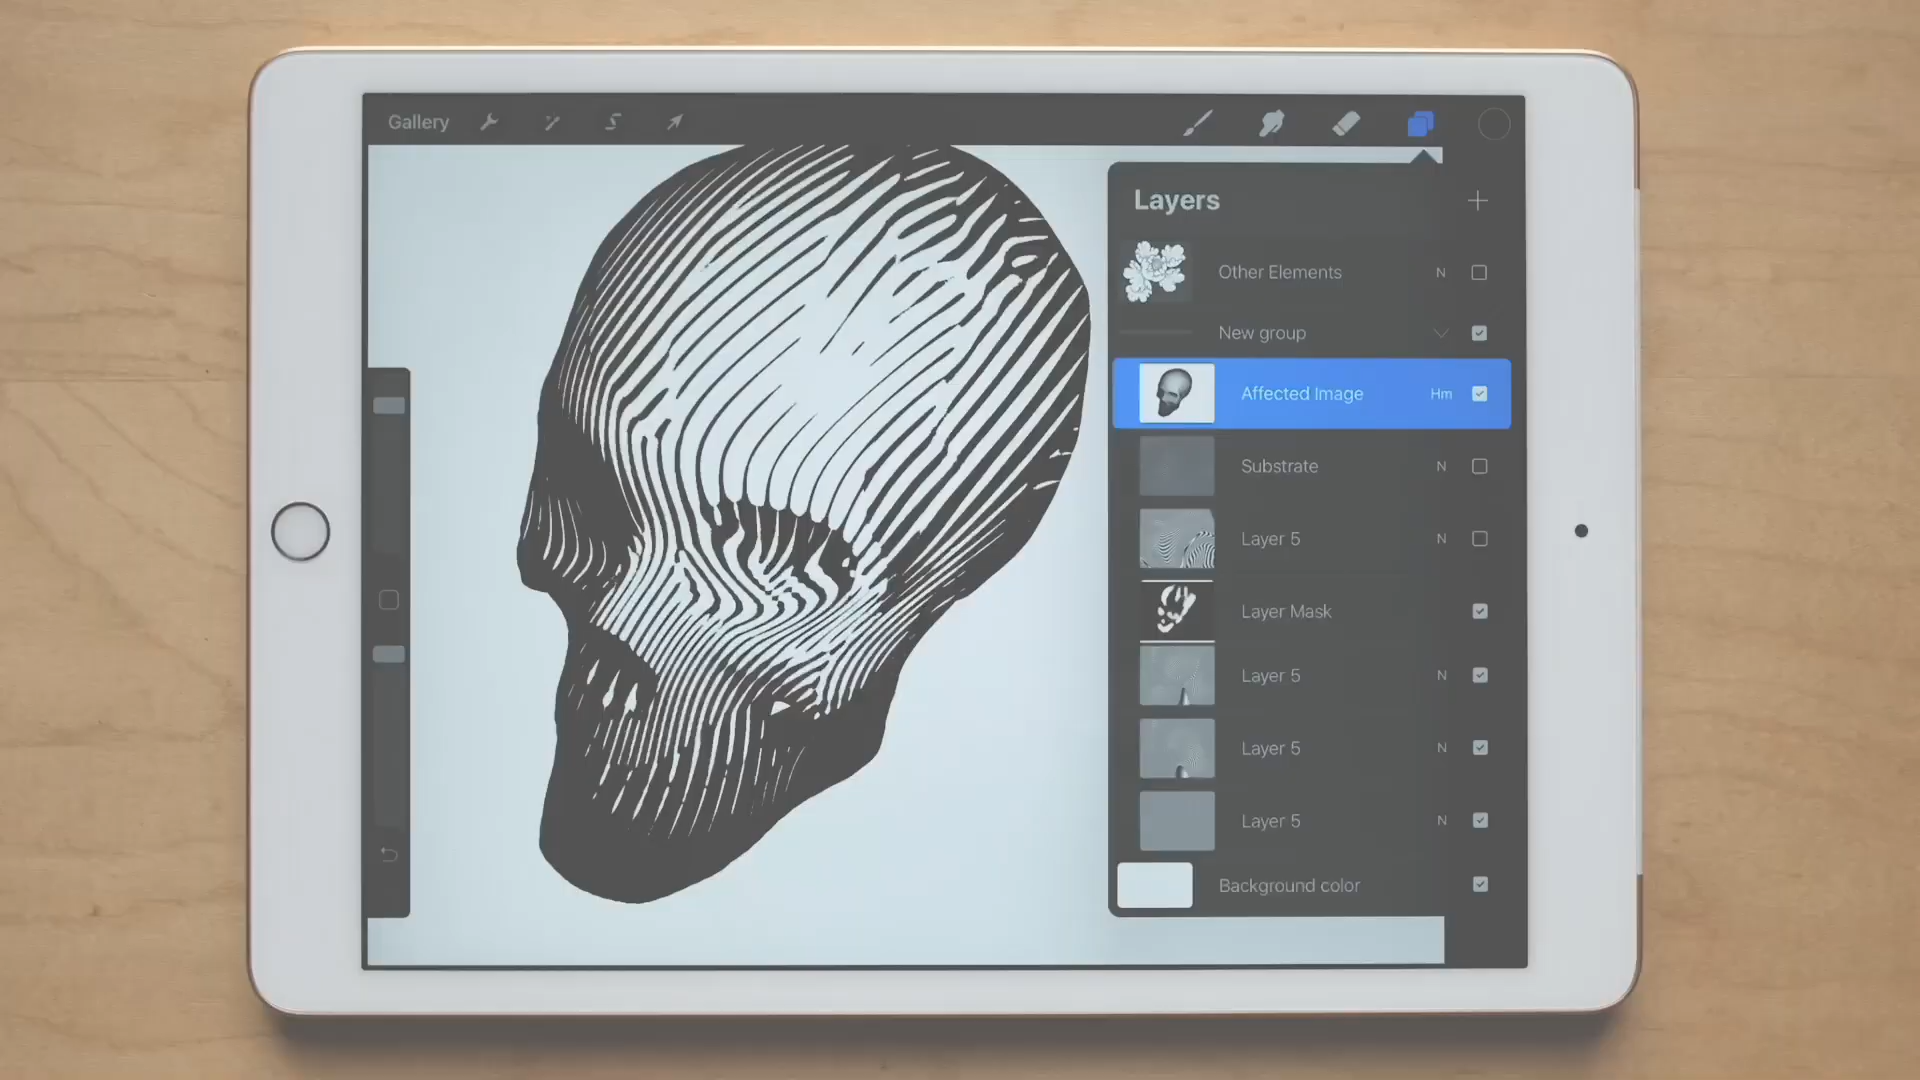 Gallery
Layers
Other Elements N
New group
Affected Image Hm
Substrate N
Layer 5 N
Layer Mask
Layer 5 N
Layer 5 N
Layer 5 N
Background color